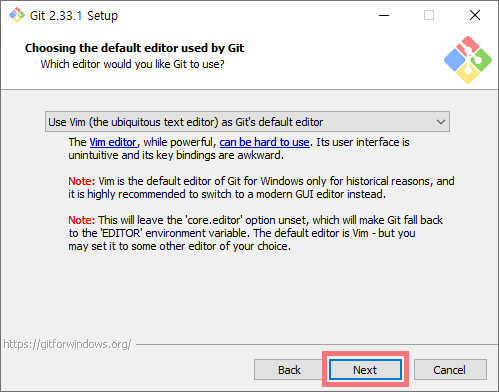 Git 2.33.1 Setup
Choosing the default editor used by Git
Which editor would you like Git to use?
Use Vim (the ubiquitous text editor) as Git's default editor
The Vim editor, while powerful, can be hard to use. Its user interface is
unintuitive and its key bindings are awkward.
Note: Vim is the default editor of Git for Windows only for historical reasons, and
it is highly recommended to switch to a modern GUI editor instead.
Note: This will leave the 'core.editor' option unset, which will make Git fall back
to the 'EDITOR' environment variable. The default editor is Vim - but you
may set it to some other editor of your choice.
https://gitforwindows.org/
Back Next Cancel